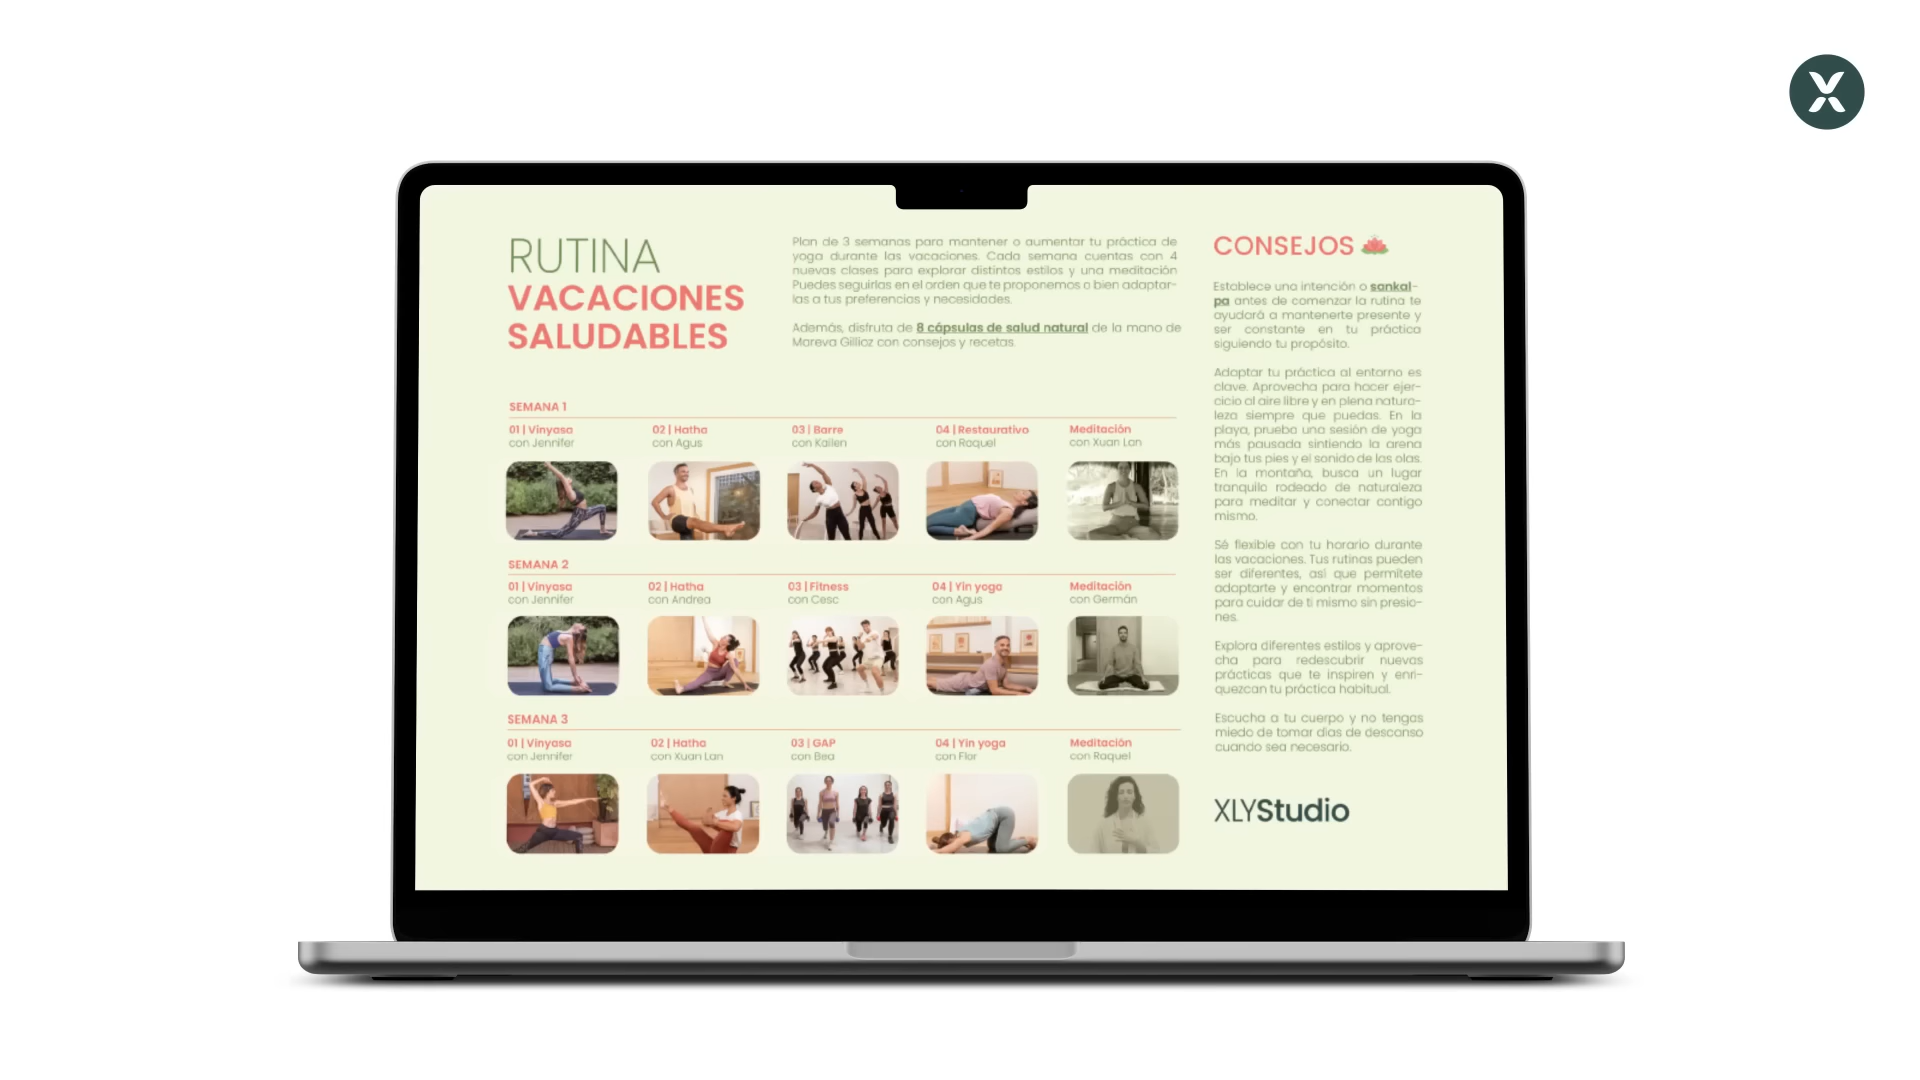 RUTINA
VACACIONES
SALUDABLES
Plan de 3 semanas para mantener o aumentar tu práctica de
yoga durante las vacaciones. Cada semana cuentas con 4
nuevas clases para explorar distintos estilos y una meditación
Puedes seguirlas en el orden que te proponemos o bien adaptar-
las a tus preferencias y necesidades.
Además, disfruta de 8 cápsulas de salud natural de la mano de
Mareva Gillioz con consejos y recetas.
SEMANA 1
01 | Vinyasa
con Jennifer
02 | Hatha
con Agus
03 | Barre
con Kailen
04 | Restaurativo
con Raquel
Meditación
con Xuan Lan
SEMANA 2
01 | Vinyasa
con Jennifer
02 | Hatha
con Andrea
03 | Fitness
con Cesc
04 | Yin yoga
con Agus
Meditación
con Germán
SEMANA 3
01 | Vinyasa
con Jennifer
02 | Hatha
con Xuan Lan
03 | GAP
con Bea
04 | Yin yoga
con Flor
Meditación
con Raquel
CONSEJOS
Establece una intención o sankal-
pa antes de comenzar la rutina te
ayudará a mantenerte presente y
ser constante en tu práctica
siguiendo tu propósito.
Adaptar tu práctica al entorno es
clave. Aprovecha para hacer ejer-
cicio al aire libre y en plena natura-
leza siempre que puedas. En la
playa, prueba una sesión de yoga
más pausada sintiendo la arena
bajo tus pies y el sonido de las olas.
En la montaña, busca un lugar
tranquilo rodeado de naturaleza
para meditar y conectar contigo
mismo.
Sé flexible con tu horario durante
las vacaciones. Tus rutinas pueden
ser diferentes, así que permítete
adaptarte y encontrar momentos
para cuidar de ti mismo sin presio-
nes.
Explora diferentes estilos y aprove-
cha para redescubrir nuevas
prácticas que te inspiren y enri-
quezcan tu práctica habitual.
Escucha a tu cuerpo y no tengas
miedo de tomar días de descanso
cuando sea necesario.
XLYStudio
X